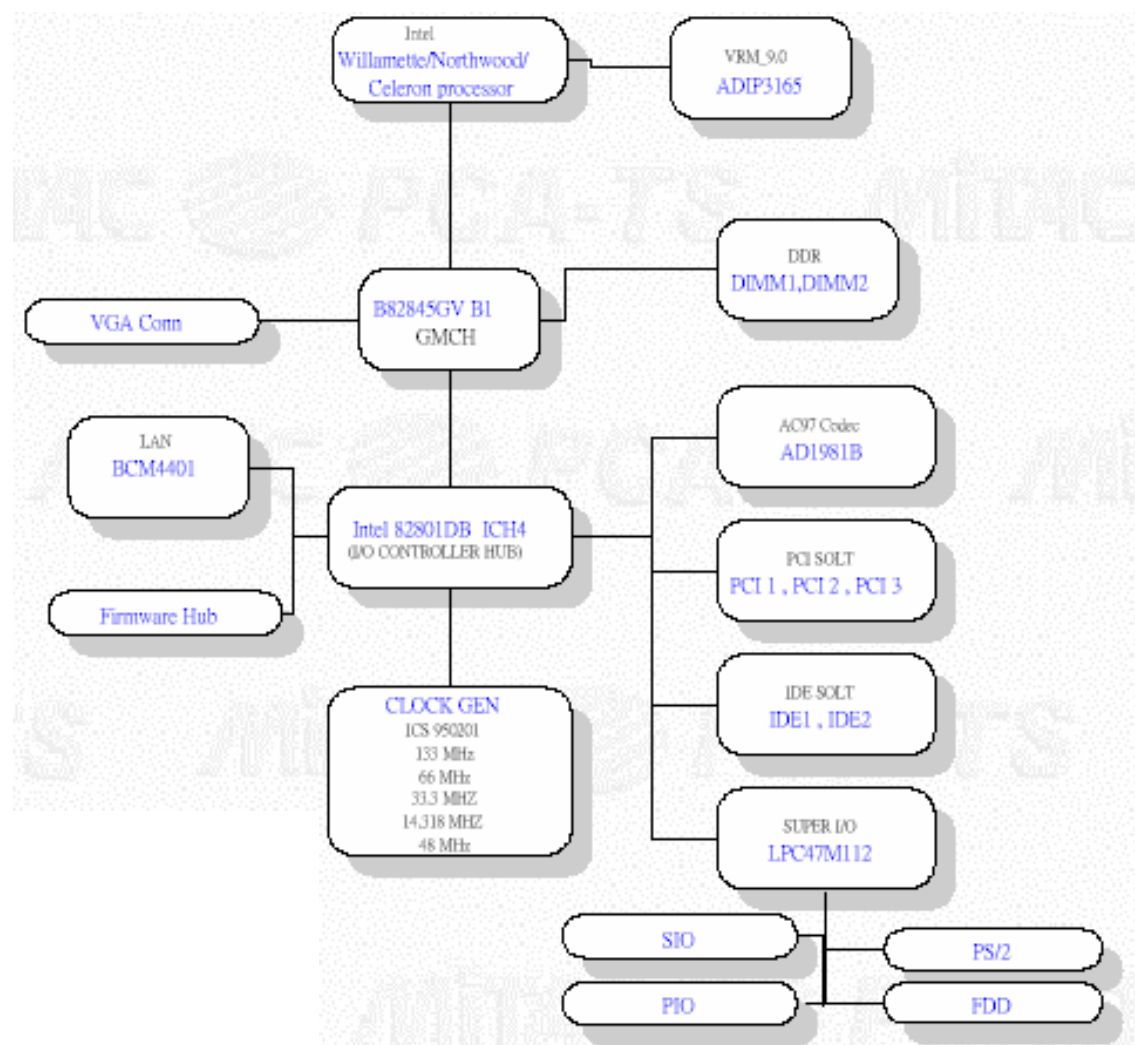 Intel
Willamette/Northwood/
Celeron processor
VRM_9.0
ADIP3165
DDR
DIMM1,DIMM2
B82845GV B1
GMCH
VGA Conn
LAN
BCM4401
AC97 Codec
AD1981B
Intel 82801DB ICH4
(I/O CONTROLLER HUB)
PCI SOLT
PCI 1 , PCI 2 , PCI 3
Firmware Hub
IDE SOLT
IDE1 , IDE2
CLOCK GEN
ICS 950201
133 MHz
66 MHz
33.3 MHZ
14.318 MHZ
48 MHz
SUPER I/O
LPC47M112
SIO
PS/2
PIO
FDD